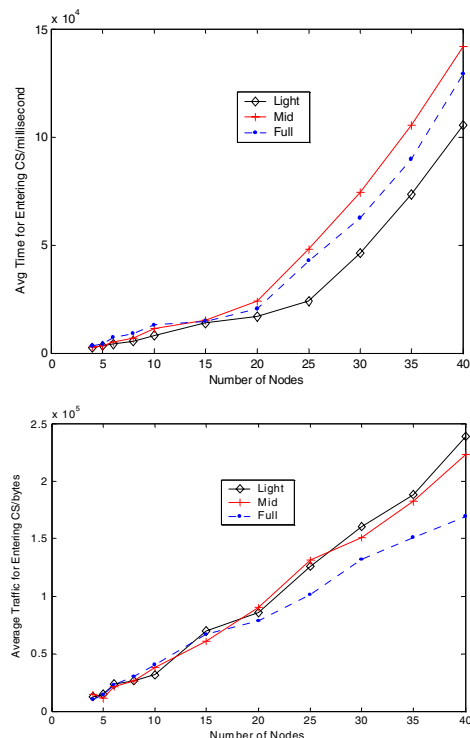 x 10^4
15
10
5
0
Avg Time for Entering CS/millisecond
Light
Mid
Full
0 5 10 15 20 25 30 35 40
Number of Nodes
x 10^5
2.5
2
1.5
1
0.5
0
Average Traffic for Entering CS/bytes
Light
Mid
Full
0 5 10 15 20 25 30 35 40
Number of Nodes